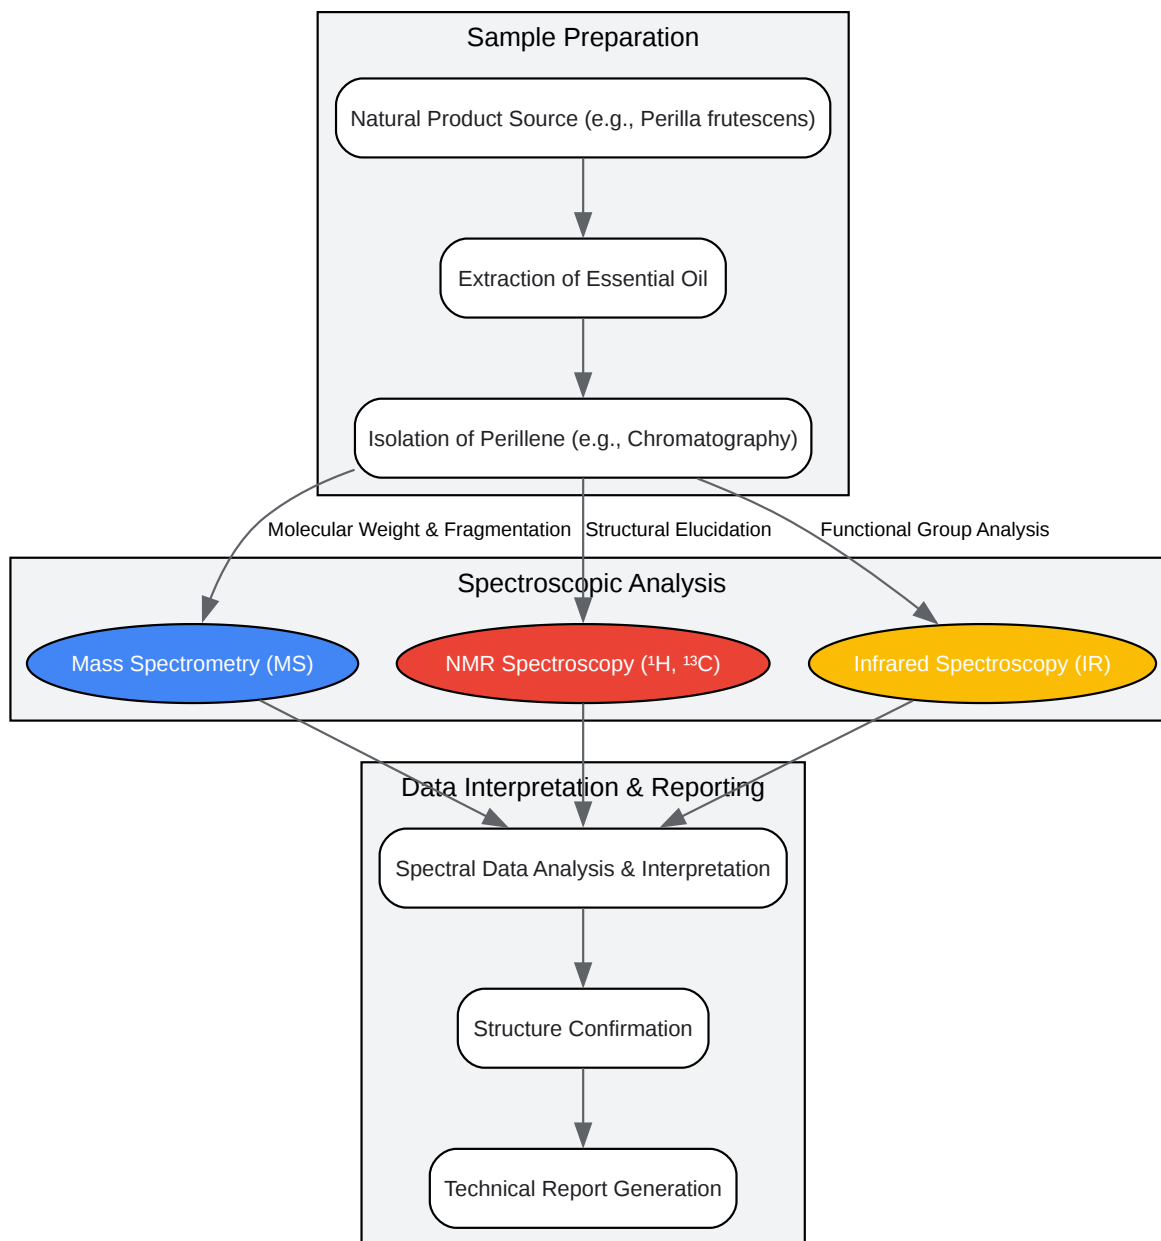 Sample Preparation
Natural Product Source (e.g., Perilla frutescens)
Extraction of Essential Oil
Isolation of Perillene (e.g., Chromatography)
Molecular Weight & Fragmentation
Structural Elucidation
Functional Group Analysis
Spectroscopic Analysis
Mass Spectrometry (MS)
NMR Spectroscopy (¹H, ¹³C)
Infrared Spectroscopy (IR)
Data Interpretation & Reporting
Spectral Data Analysis & Interpretation
Structure Confirmation
Technical Report Generation